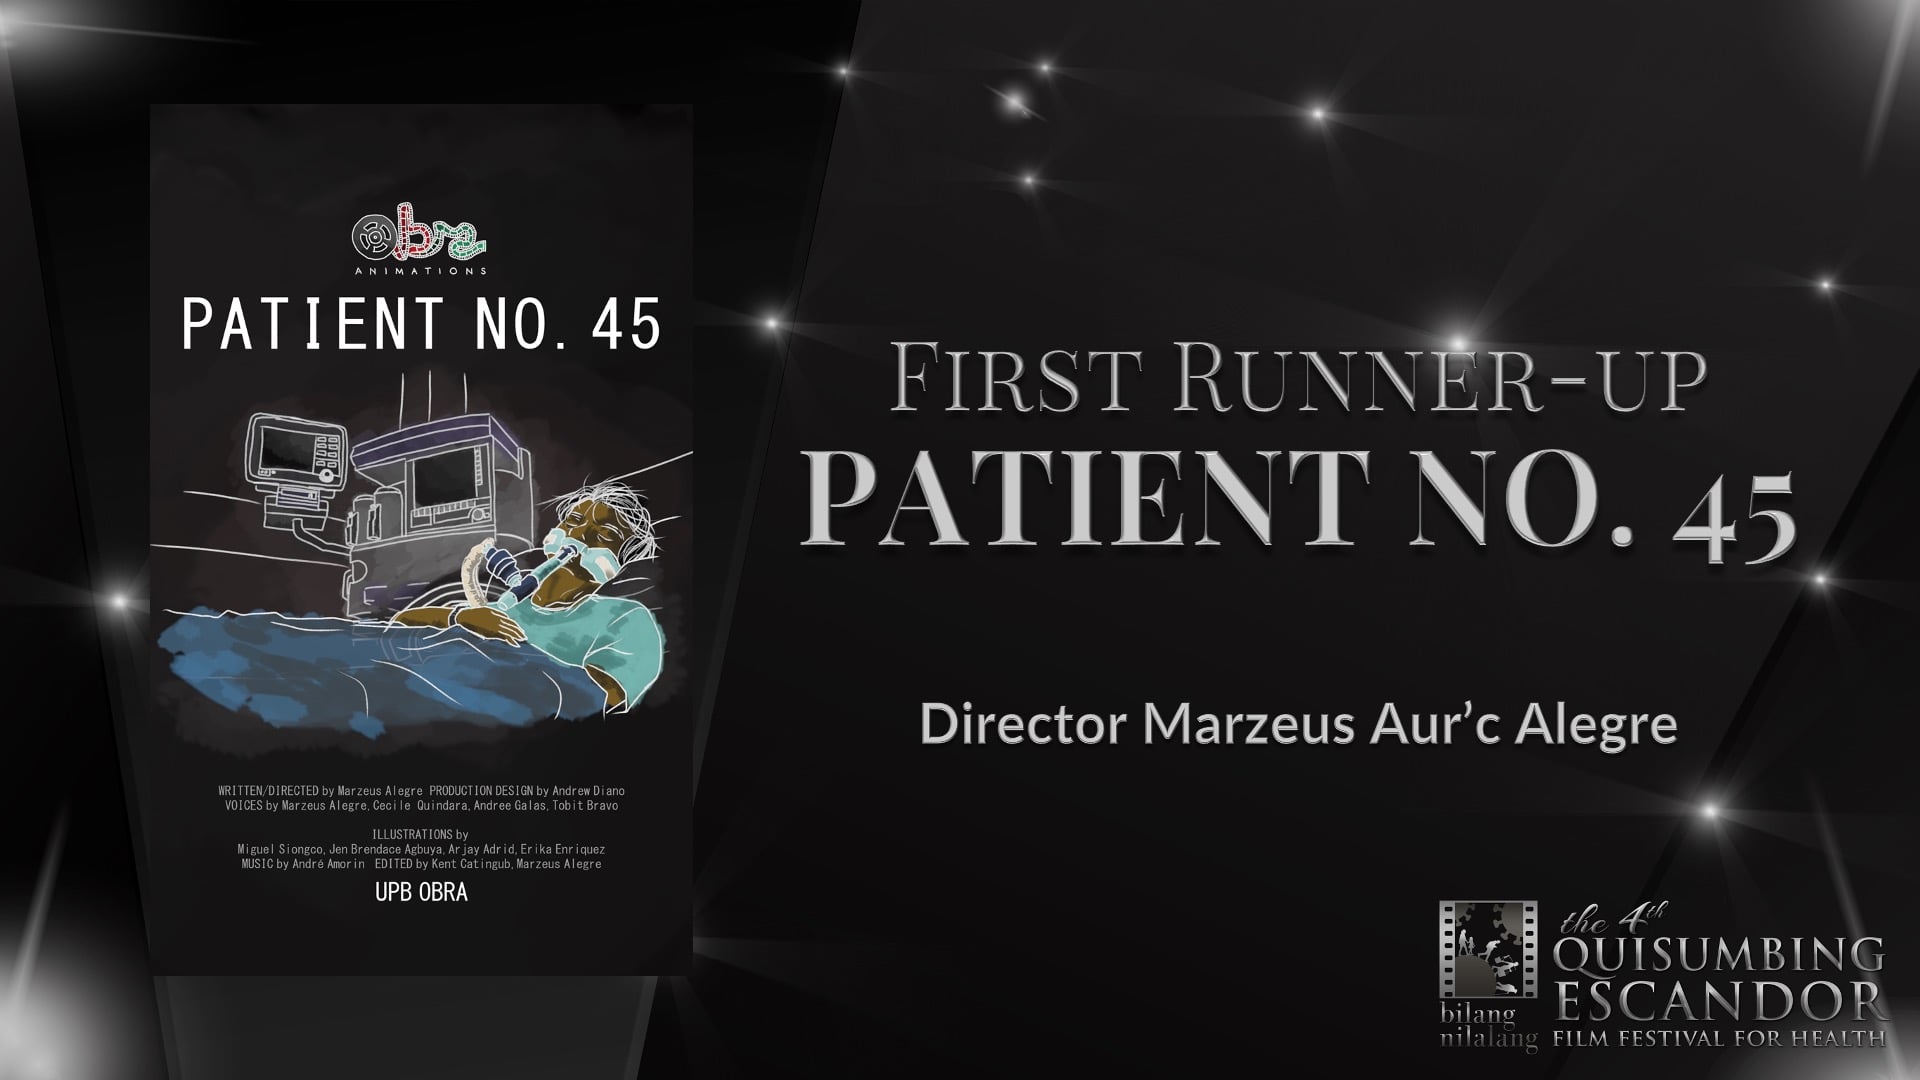 obra
ANIMATIONS
PATIENT NO. 45
WRITTEN/DIRECTED by Marzeus Alegre PRODUCTION DESIGN by Andrew Diano
VOICES by Marzeus Alegre, Cecile Quindara, Andree Galas, Tobit Bravo
ILLUSTRATIONS by
Miguel Siongco, Jen Brendace Agbuya, Arjay Adrid, Erika Enriquez
MUSIC by André Amorin EDITED by Kent Catingub, Marzeus Alegre
UPB OBRA
FIRST RUNNER-UP
PATIENT NO. 45
Director Marzeus Aur’c Alegre
bilang
nilalang
the 4th
QUISUMBING
ESCANDOR
FILM FESTIVAL FOR HEALTH